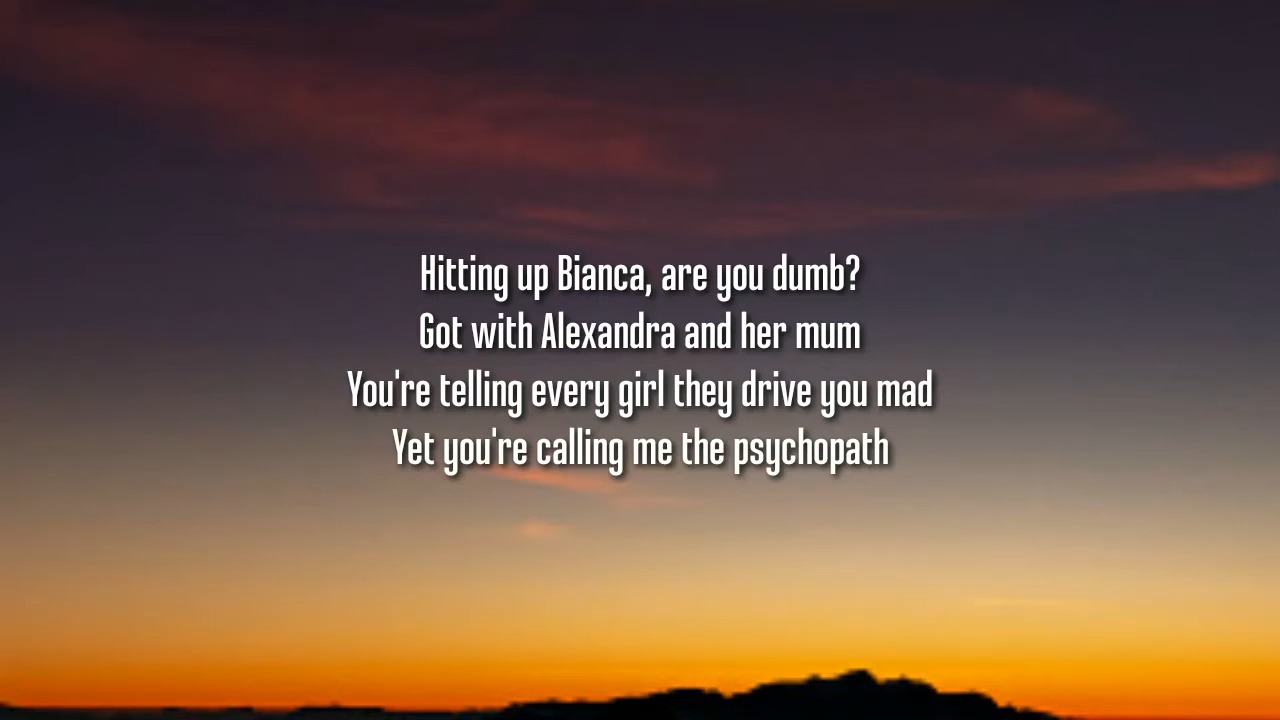 Hitting up Bianca, are you dumb?
Got with Alexandra and her mum
You're telling every girl they drive you mad
Yet you're calling me the psychopath